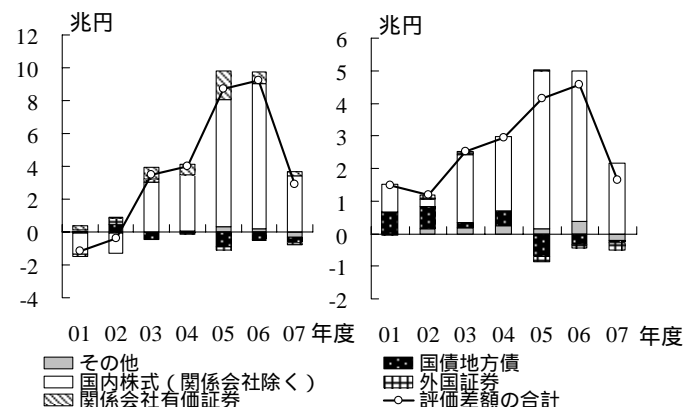 兆円
12
10
8
6
4
2
0
-2
-4
01 02 03 04 05 06 07 年度
兆円
6
5
4
3
2
1
0
-1
-2
01 02 03 04 05 06 07 年度
その他
国内株式（関係会社除く）
関係会社有価証券
国債地方債
外国証券
評価差額の合計